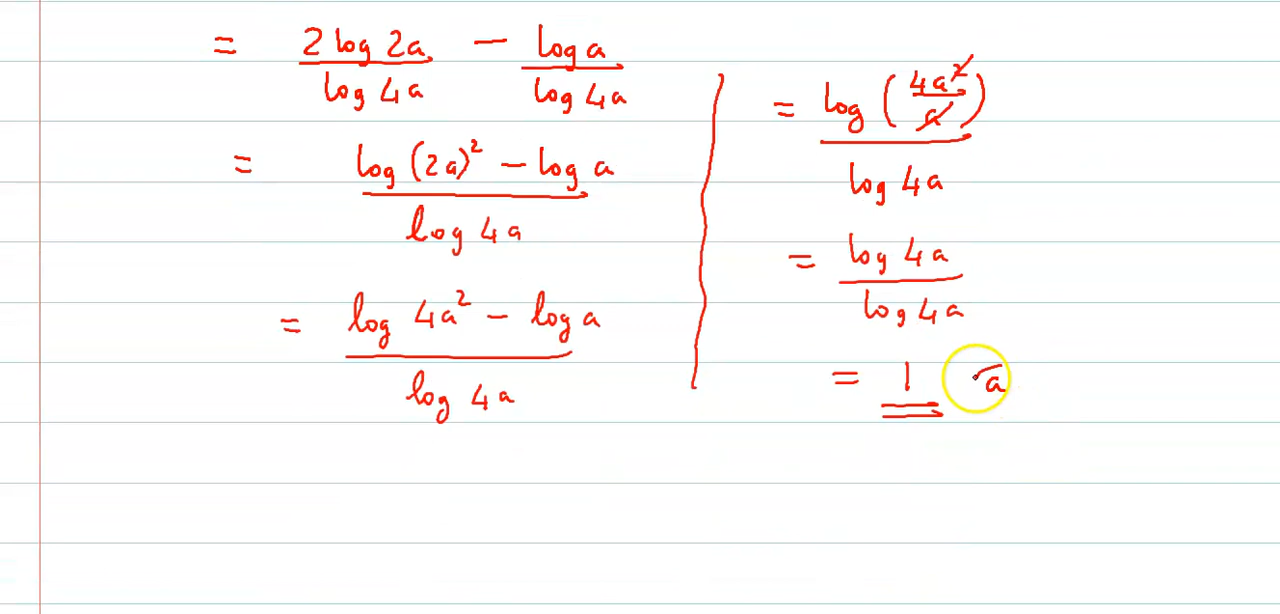 = 2 log 2a / log 4a − log a / log 4a
= log (2a)² − log a / log 4a
= log 4a² − log a / log 4a
= log (4a² / a) / log 4a
= log 4a / log 4a
= 1 a